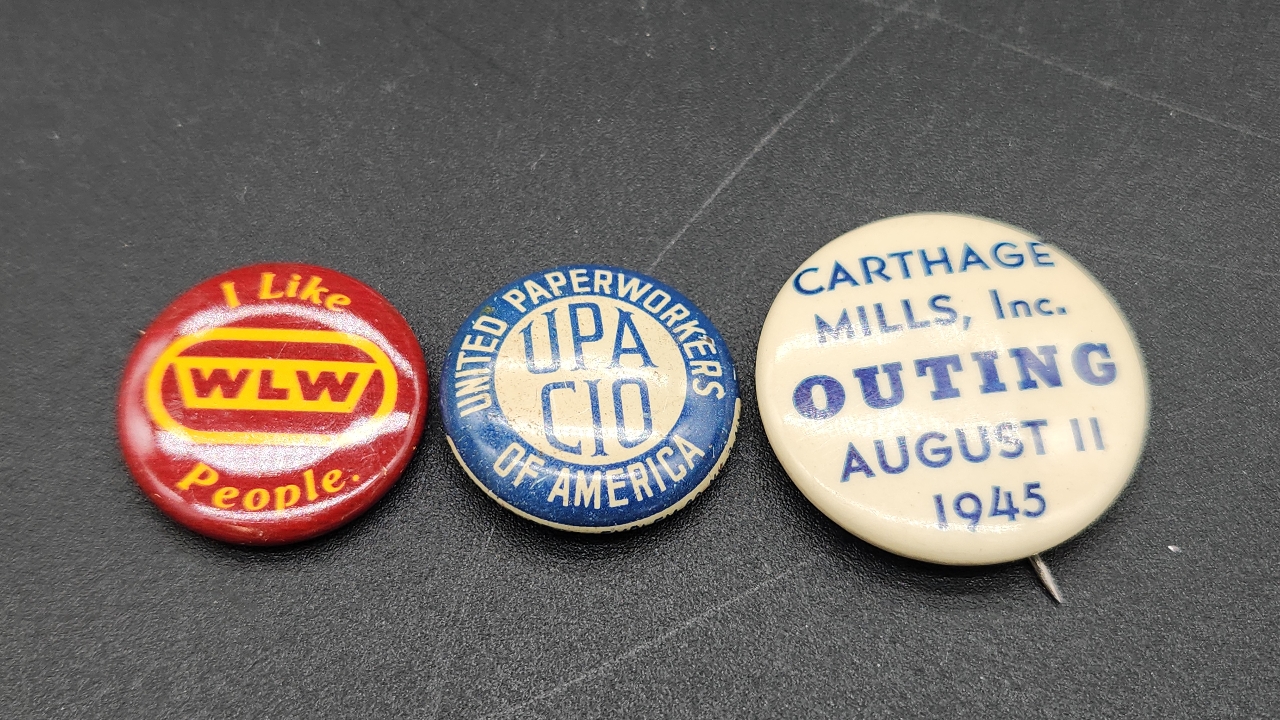 I Like
WLW
People.
UNITED PAPERWORKERS
UPA
CIO
OF AMERICA
CARTHAGE
MILLS, Inc.
OUTING
AUGUST 11
1945